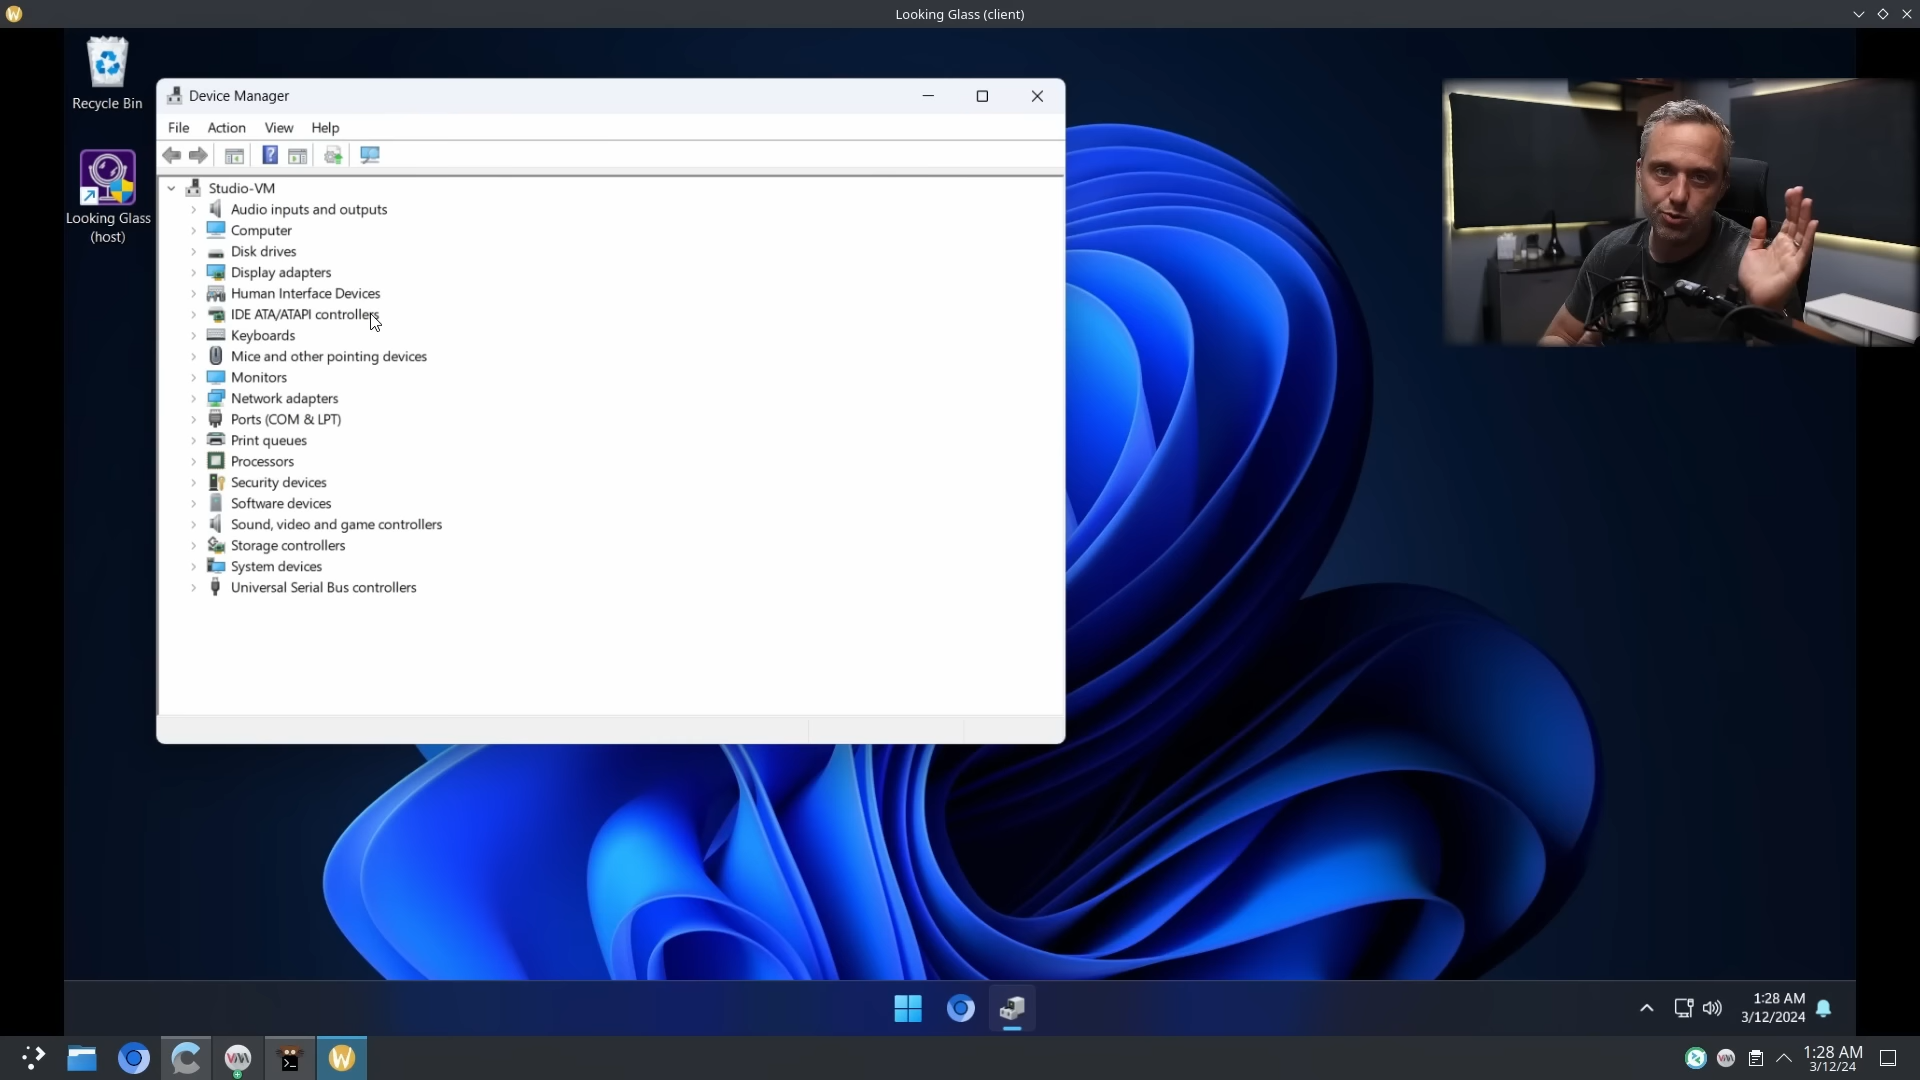 Looking Glass (client)
Recycle Bin
Looking Glass
(host)
Device Manager
File Action View Help
Studio-VM
Audio inputs and outputs
Computer
Disk drives
Display adapters
Human Interface Devices
IDE ATA/ATAPI controllers
Keyboards
Mice and other pointing devices
Monitors
Network adapters
Ports (COM & LPT)
Print queues
Processors
Security devices
Software devices
Sound, video and game controllers
Storage controllers
System devices
Universal Serial Bus controllers
1:28 AM
3/12/2024
1:28 AM
3/12/24